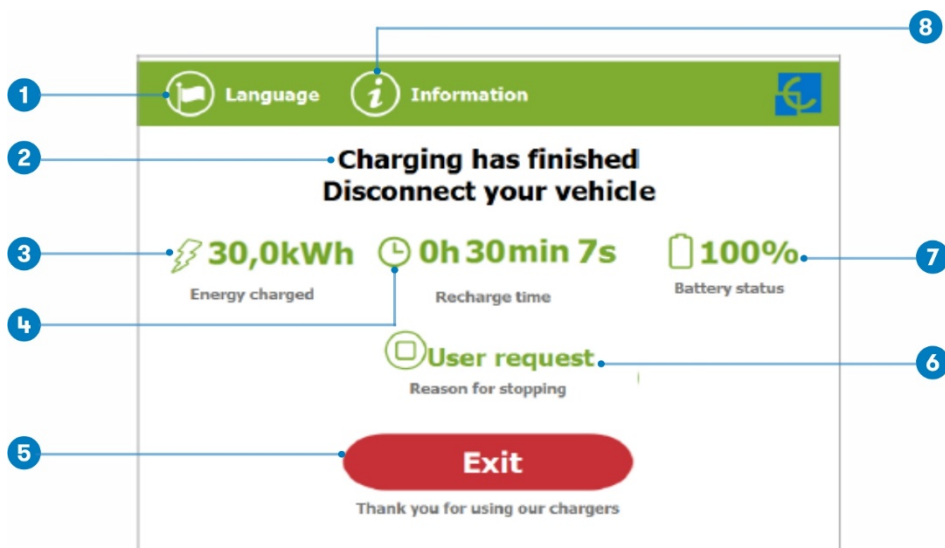 8
1
Language
Information
2
Charging has finished
Disconnect your vehicle
3
30,0kWh
0h 30min 7s
100%
7
Energy charged
Recharge time
Battery status
4
User request
6
Reason for stopping
5
Exit
Thank you for using our chargers